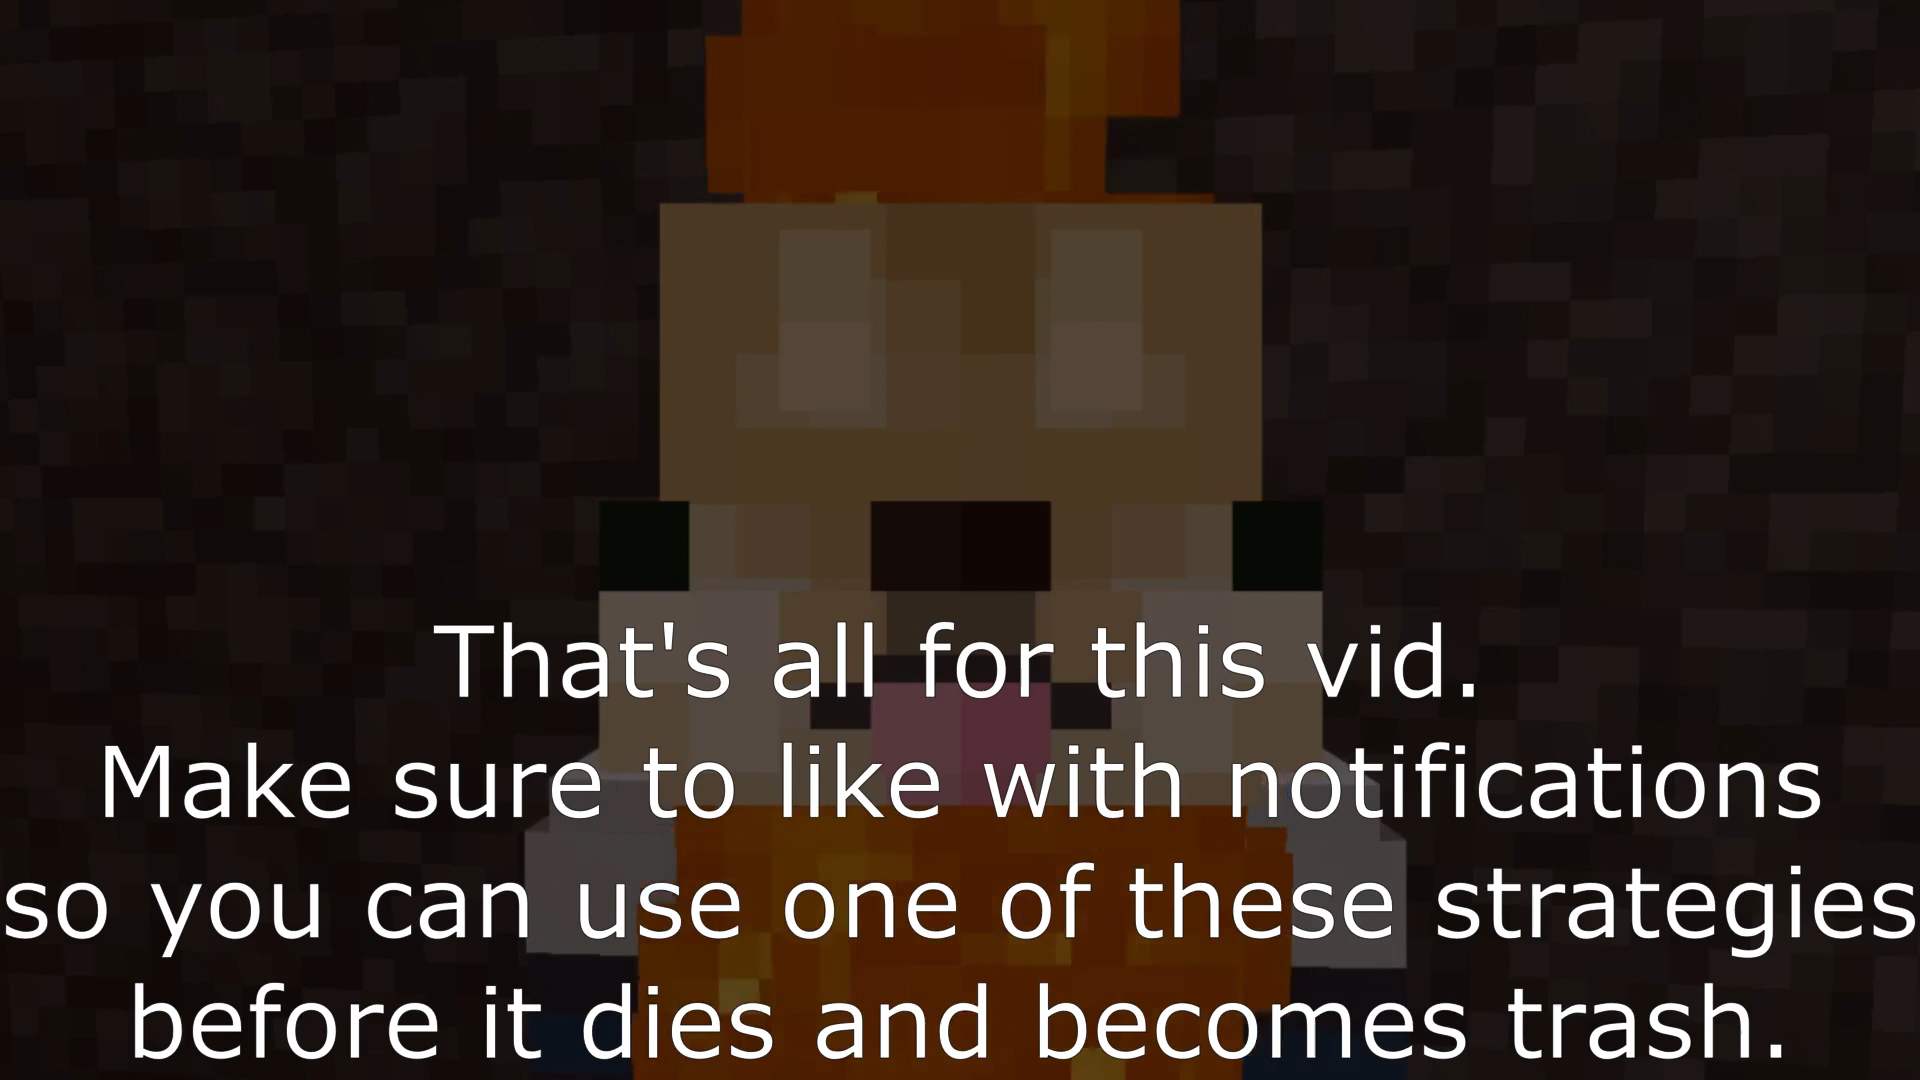 That's all for this vid.
Make sure to like with notifications
so you can use one of these strategies
before it dies and becomes trash.